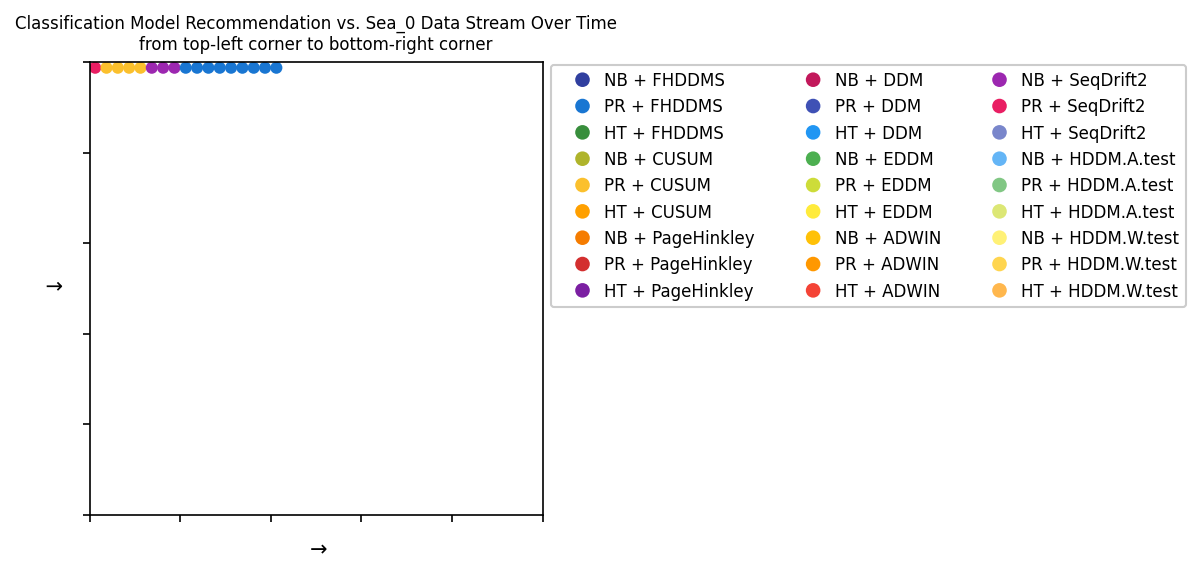 Classification Model Recommendation vs. Sea_0 Data Stream Over Time
from top-left corner to bottom-right corner
NB + FHDDMS
PR + FHDDMS
HT + FHDDMS
NB + CUSUM
PR + CUSUM
HT + CUSUM
NB + PageHinkley
PR + PageHinkley
HT + PageHinkley
NB + DDM
PR + DDM
HT + DDM
NB + EDDM
PR + EDDM
HT + EDDM
NB + ADWIN
PR + ADWIN
HT + ADWIN
NB + SeqDrift2
PR + SeqDrift2
HT + SeqDrift2
NB + HDDM.A.test
PR + HDDM.A.test
HT + HDDM.A.test
NB + HDDM.W.test
PR + HDDM.W.test
HT + HDDM.W.test
→
→